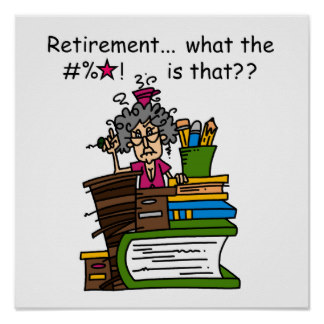 Retirement... what the
#%★! is that??